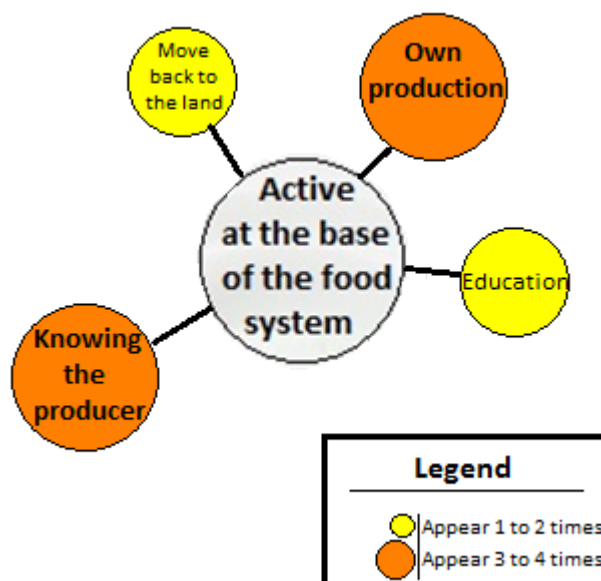 Move
back to
the land
Own
production
Active
at the base
of the food
system
Education
Knowing
the
producer
Legend
Appear 1 to 2 times
Appear 3 to 4 times